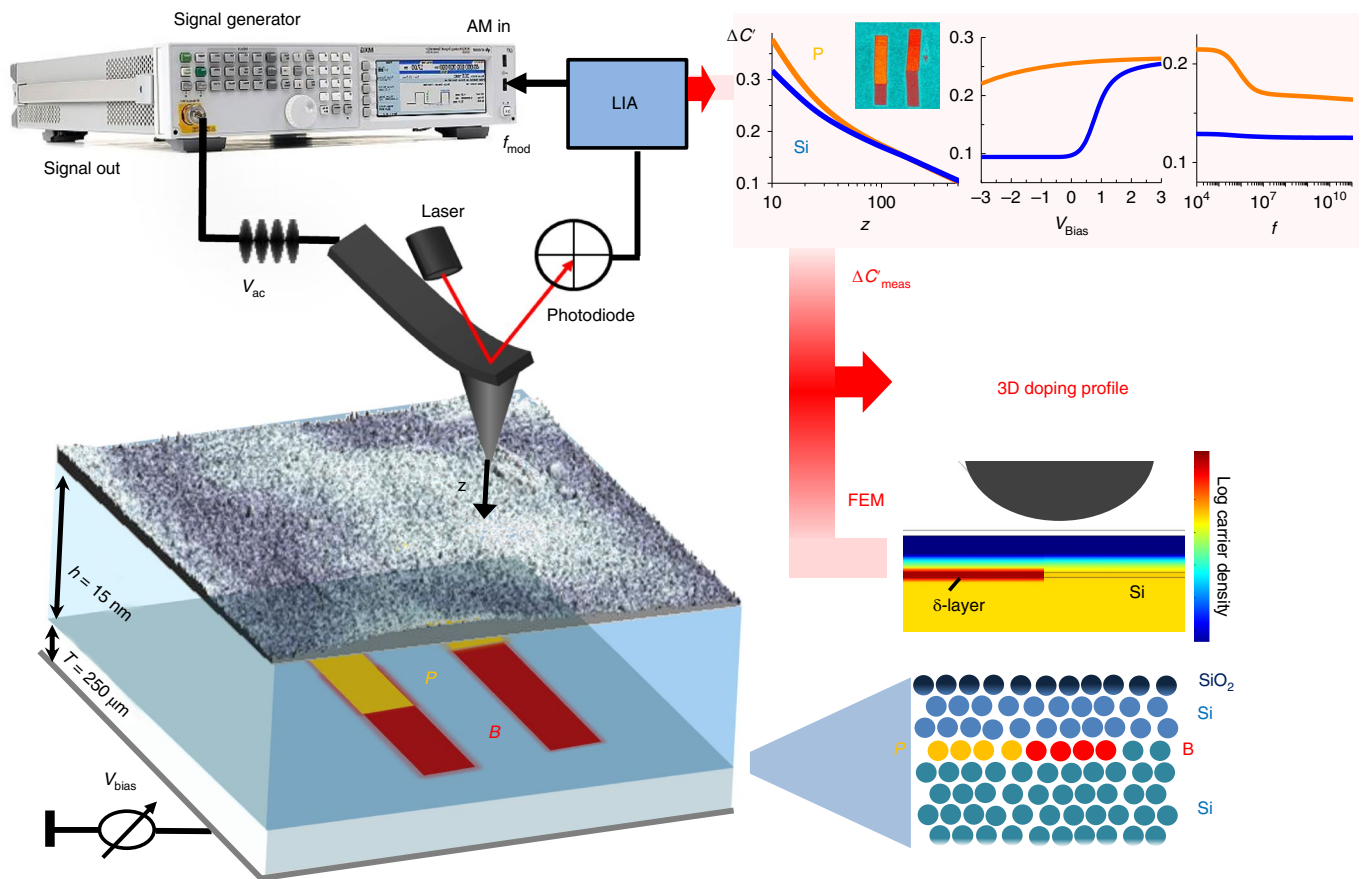 Signal generator
AM in
Signal out
f_mod
LIA
Laser
Photodiode
V_ac
z
h = 15 nm
T = 250 μm
P
B
V_bias
ΔC′
0.3
0.2
0.1
P
Si
10
100
z
0.3
0.2
0.1
−3
−2
−1
0
1
2
3
V_Bias
0.2
0.1
10^4
10^7
10^10
f
ΔC′_meas
3D doping profile
FEM
Log carrier density
δ-layer
Si
SiO₂
Si
P
B
Si